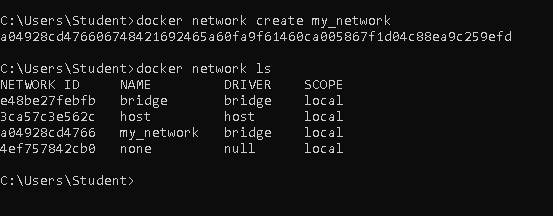 C:\Users\Student>docker network create my_network
a04928cd476606748421692465a60fa9f61460ca005867f1d04c88ea9c259efd
C:\Users\Student>docker network ls
NETWORK ID     NAME         DRIVER    SCOPE
e48be27febfb   bridge       bridge    local
3ca57c3e562c   host         host      local
a04928cd4766   my_network   bridge    local
4ef757842cb0   none         null      local
C:\Users\Student>